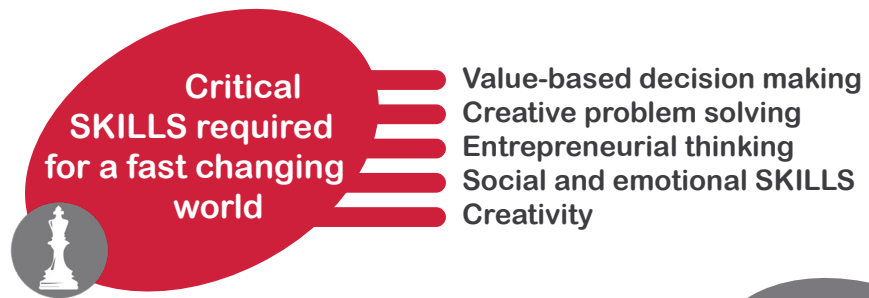 Critical
SKILLS required
for a fast changing
world
Value-based decision making
Creative problem solving
Entrepreneurial thinking
Social and emotional SKILLS
Creativity